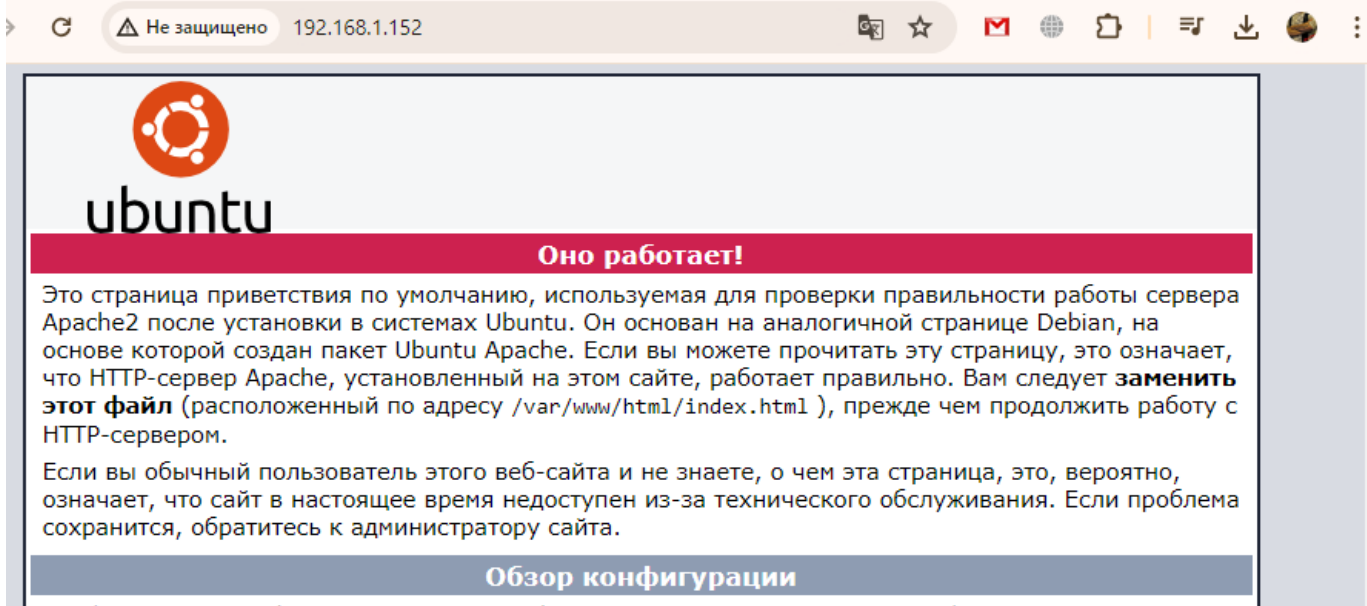 Не защищено 192.168.1.152
ubuntu
Оно работает!
Это страница приветствия по умолчанию, используемая для проверки правильности работы сервера
Apache2 после установки в системах Ubuntu. Он основан на аналогичной странице Debian, на
основе которой создан пакет Ubuntu Apache. Если вы можете прочитать эту страницу, это означает,
что HTTP-сервер Apache, установленный на этом сайте, работает правильно. Вам следует заменить
этот файл (расположенный по адресу /var/www/html/index.html ), прежде чем продолжить работу с
HTTP-сервером.
Если вы обычный пользователь этого веб-сайта и не знаете, о чем эта страница, это, вероятно,
означает, что сайт в настоящее время недоступен из-за технического обслуживания. Если проблема
сохранится, обратитесь к администратору сайта.
Обзор конфигурации